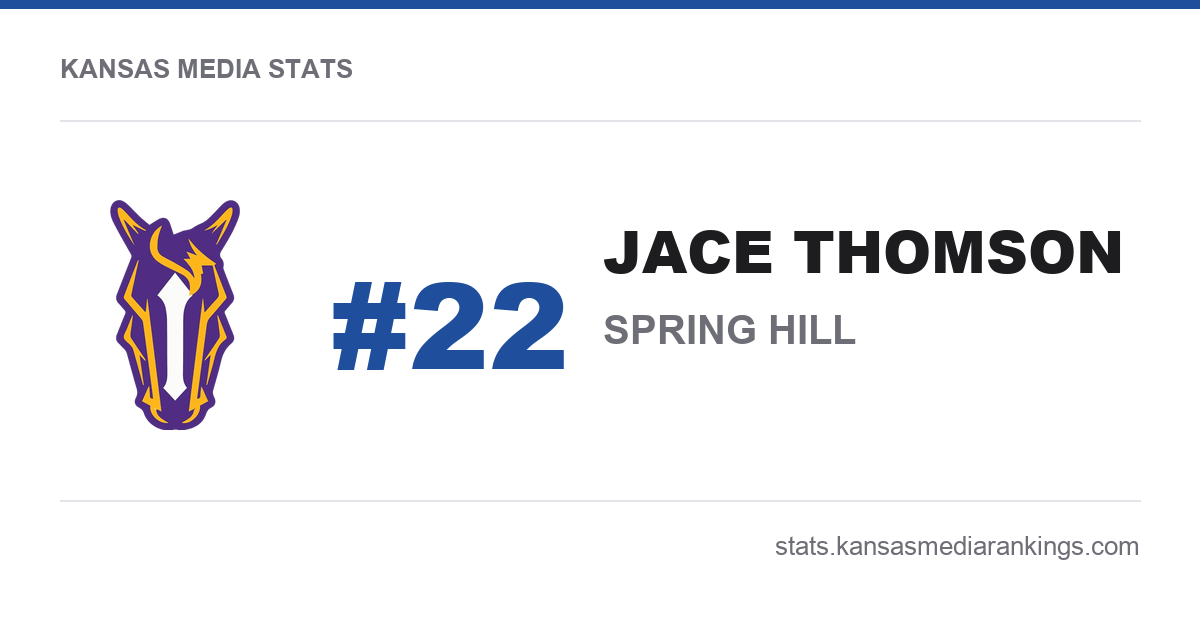 KANSAS MEDIA STATS
#22
JACE THOMSON
SPRING HILL
stats.kansasmediarankings.com